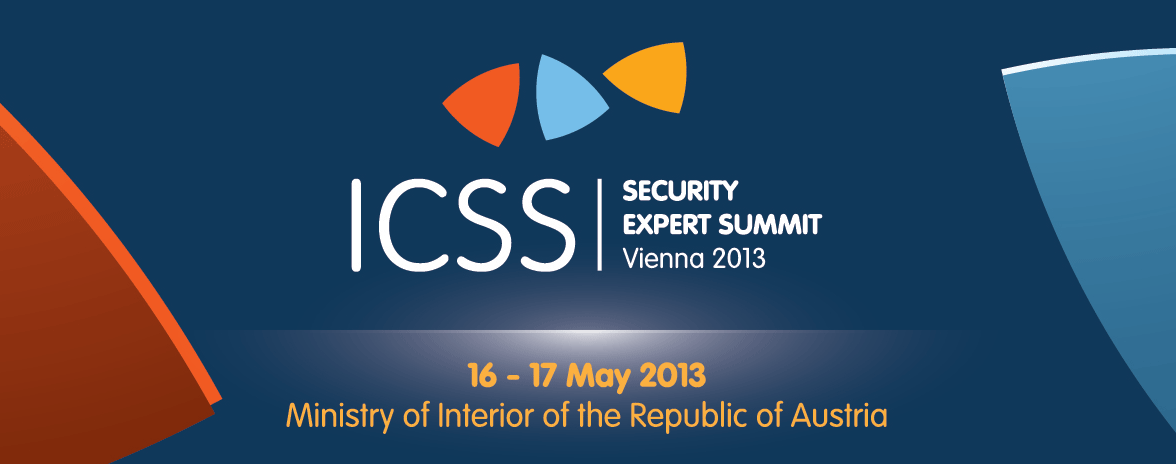 ICSS
SECURITY
EXPERT SUMMIT
Vienna 2013
16 - 17 May 2013
Ministry of Interior of the Republic of Austria